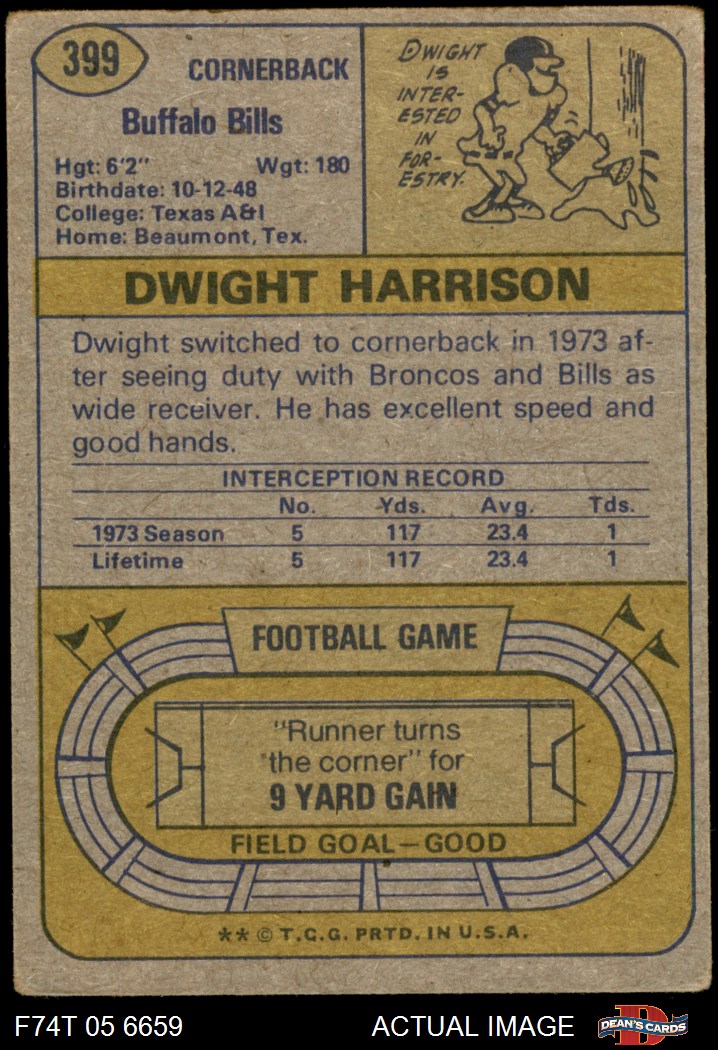 399
CORNERBACK
Buffalo Bills
Hgt: 6'2" Wgt: 180
Birthdate: 10-12-48
College: Texas A&I
Home: Beaumont, Tex.
DWIGHT
IS
INTER-
ESTED
IN
FOR-
ESTRY.
DWIGHT HARRISON
Dwight switched to cornerback in 1973 af-
ter seeing duty with Broncos and Bills as
wide receiver. He has excellent speed and
good hands.
INTERCEPTION RECORD
No. Yds. Avg. Tds.
1973 Season 5 117 23.4 1
Lifetime 5 117 23.4 1
FOOTBALL GAME
"Runner turns
the corner" for
9 YARD GAIN
FIELD GOAL—GOOD
** © T.C.G. PRTD. IN U.S.A.
F74T 05 6659 ACTUAL IMAGE
D
DEAN'S CARDS